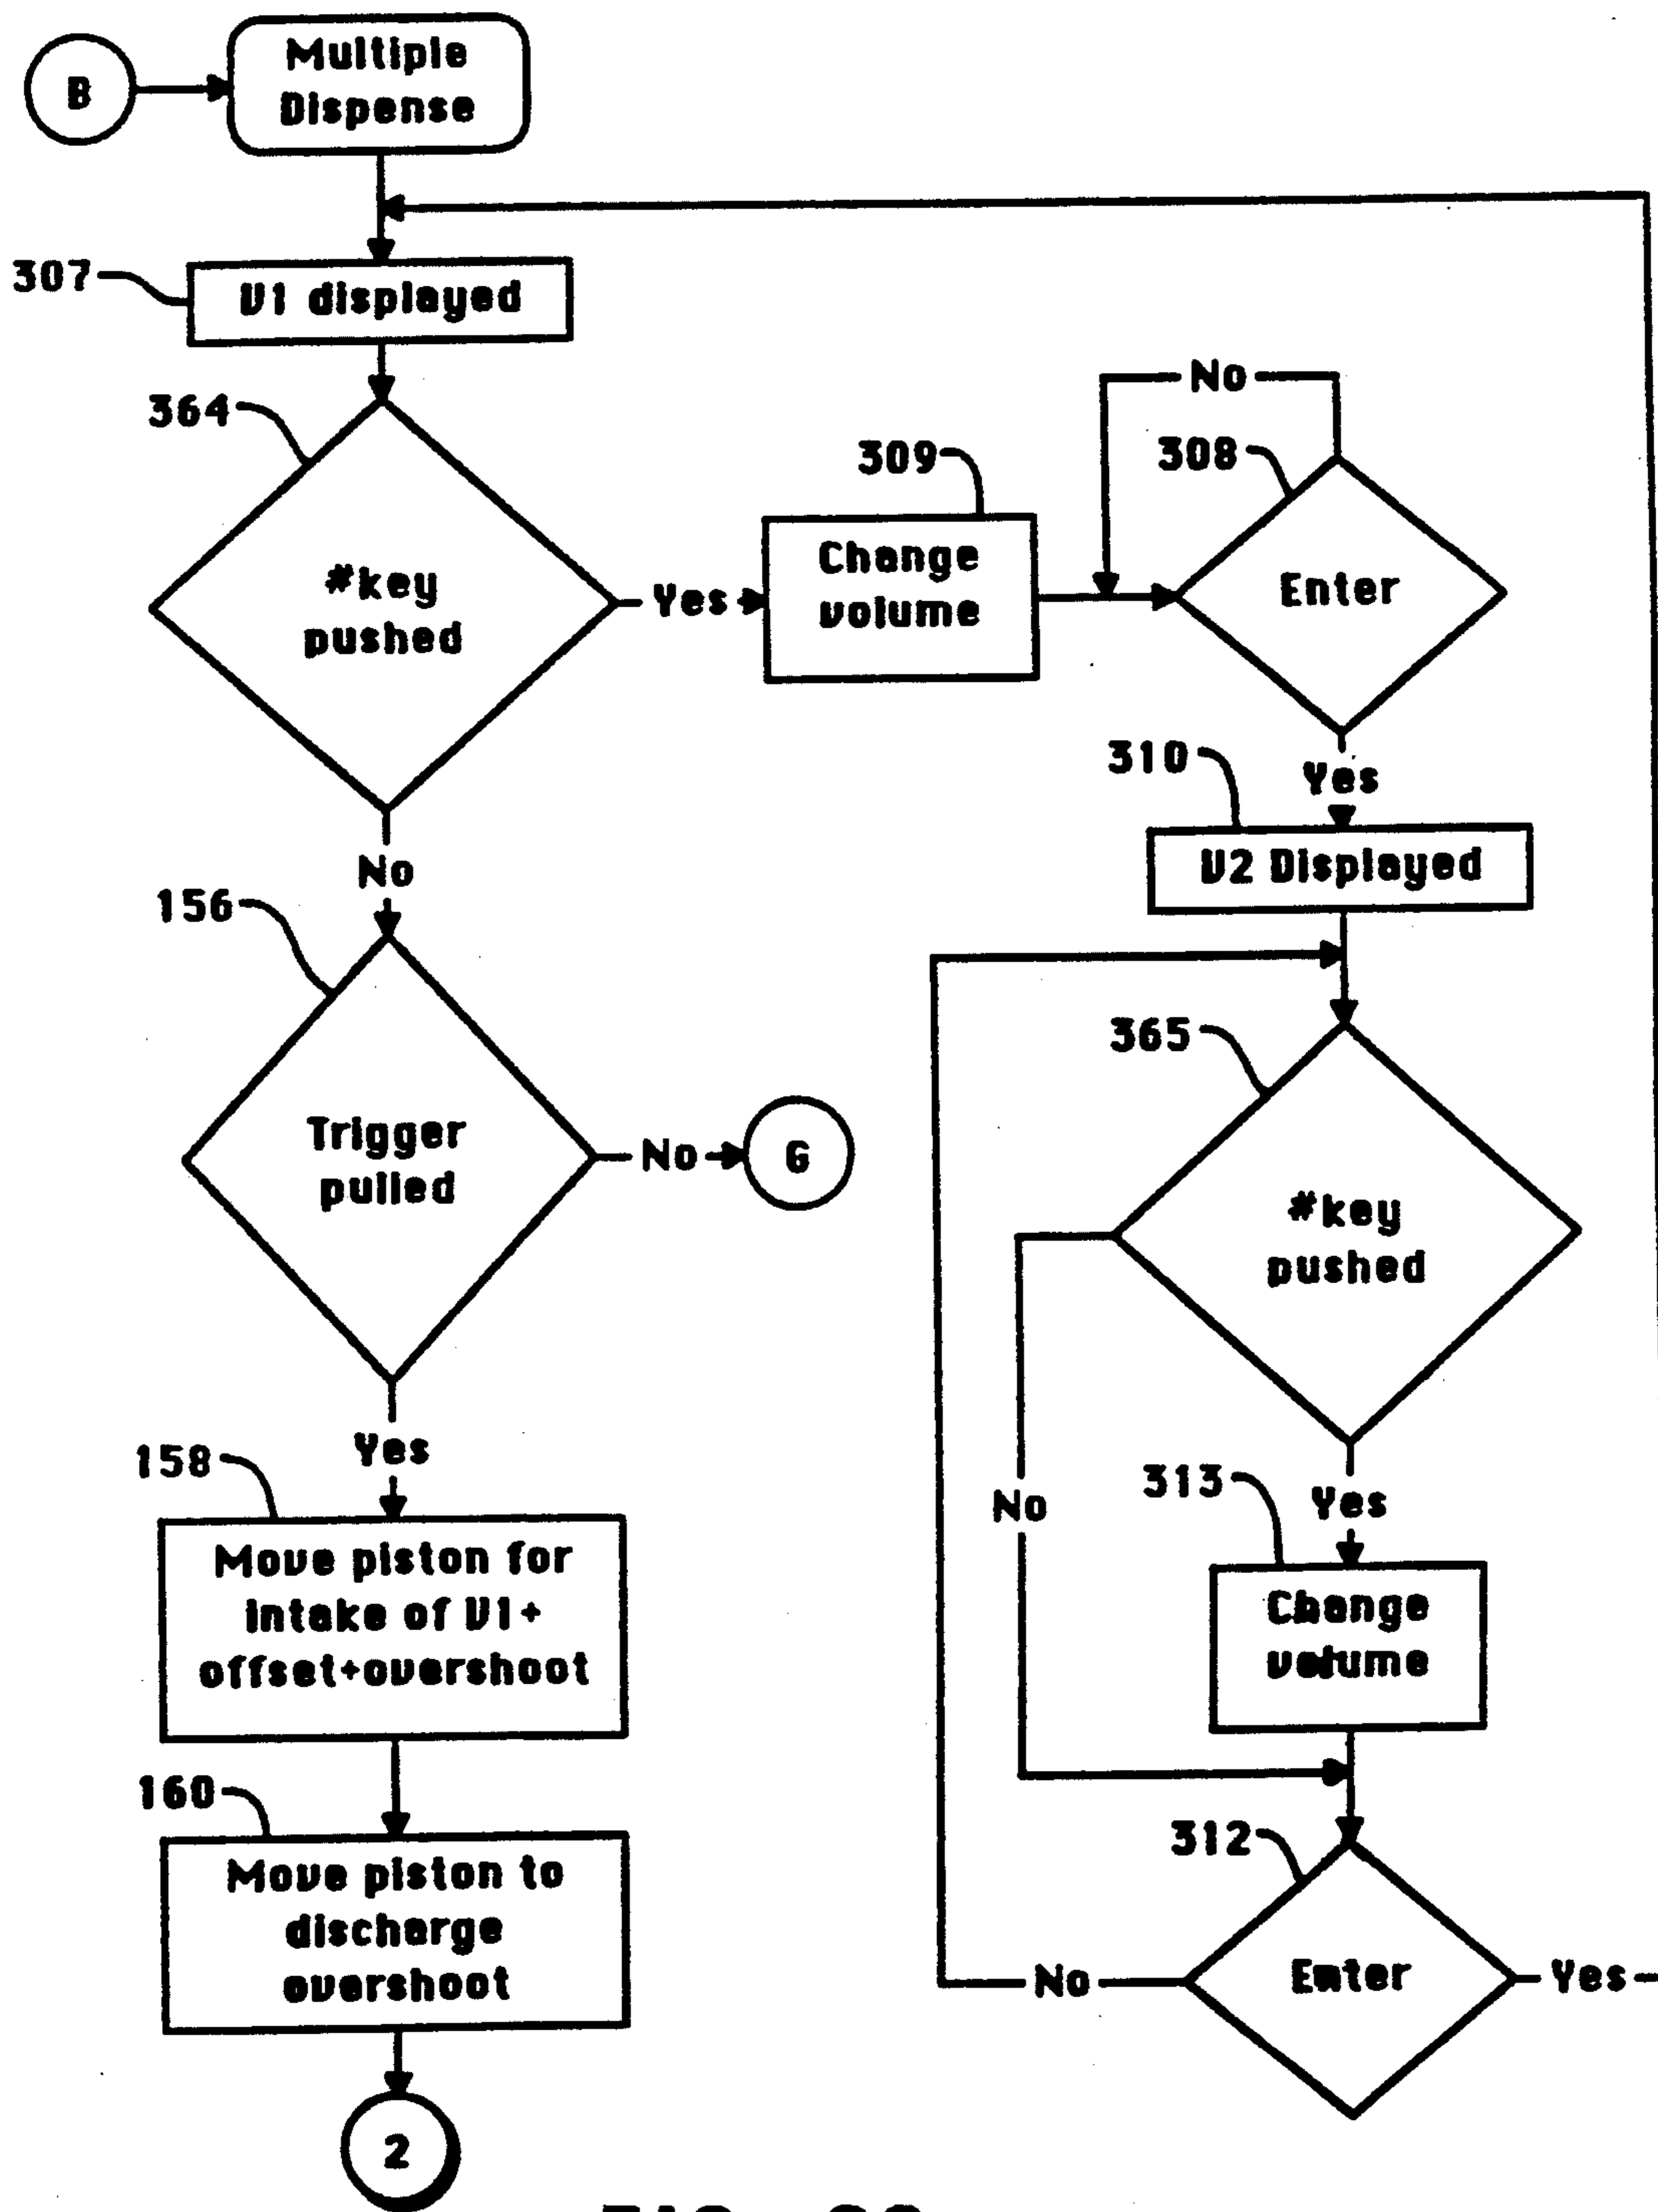 B
Multiple
Dispense
307
V1 displayed
364
#key
pushed
Yes
309
Change
volume
No
308
Enter
Yes
310
V2 Displayed
No
156
Trigger
pulled
No
G
365
#key
pushed
No
Yes
313
Change
volume
Yes
158
Move piston for
intake of V1+
offset+overshoot
160
Move piston to
discharge
overshoot
312
Enter
No
Yes
2